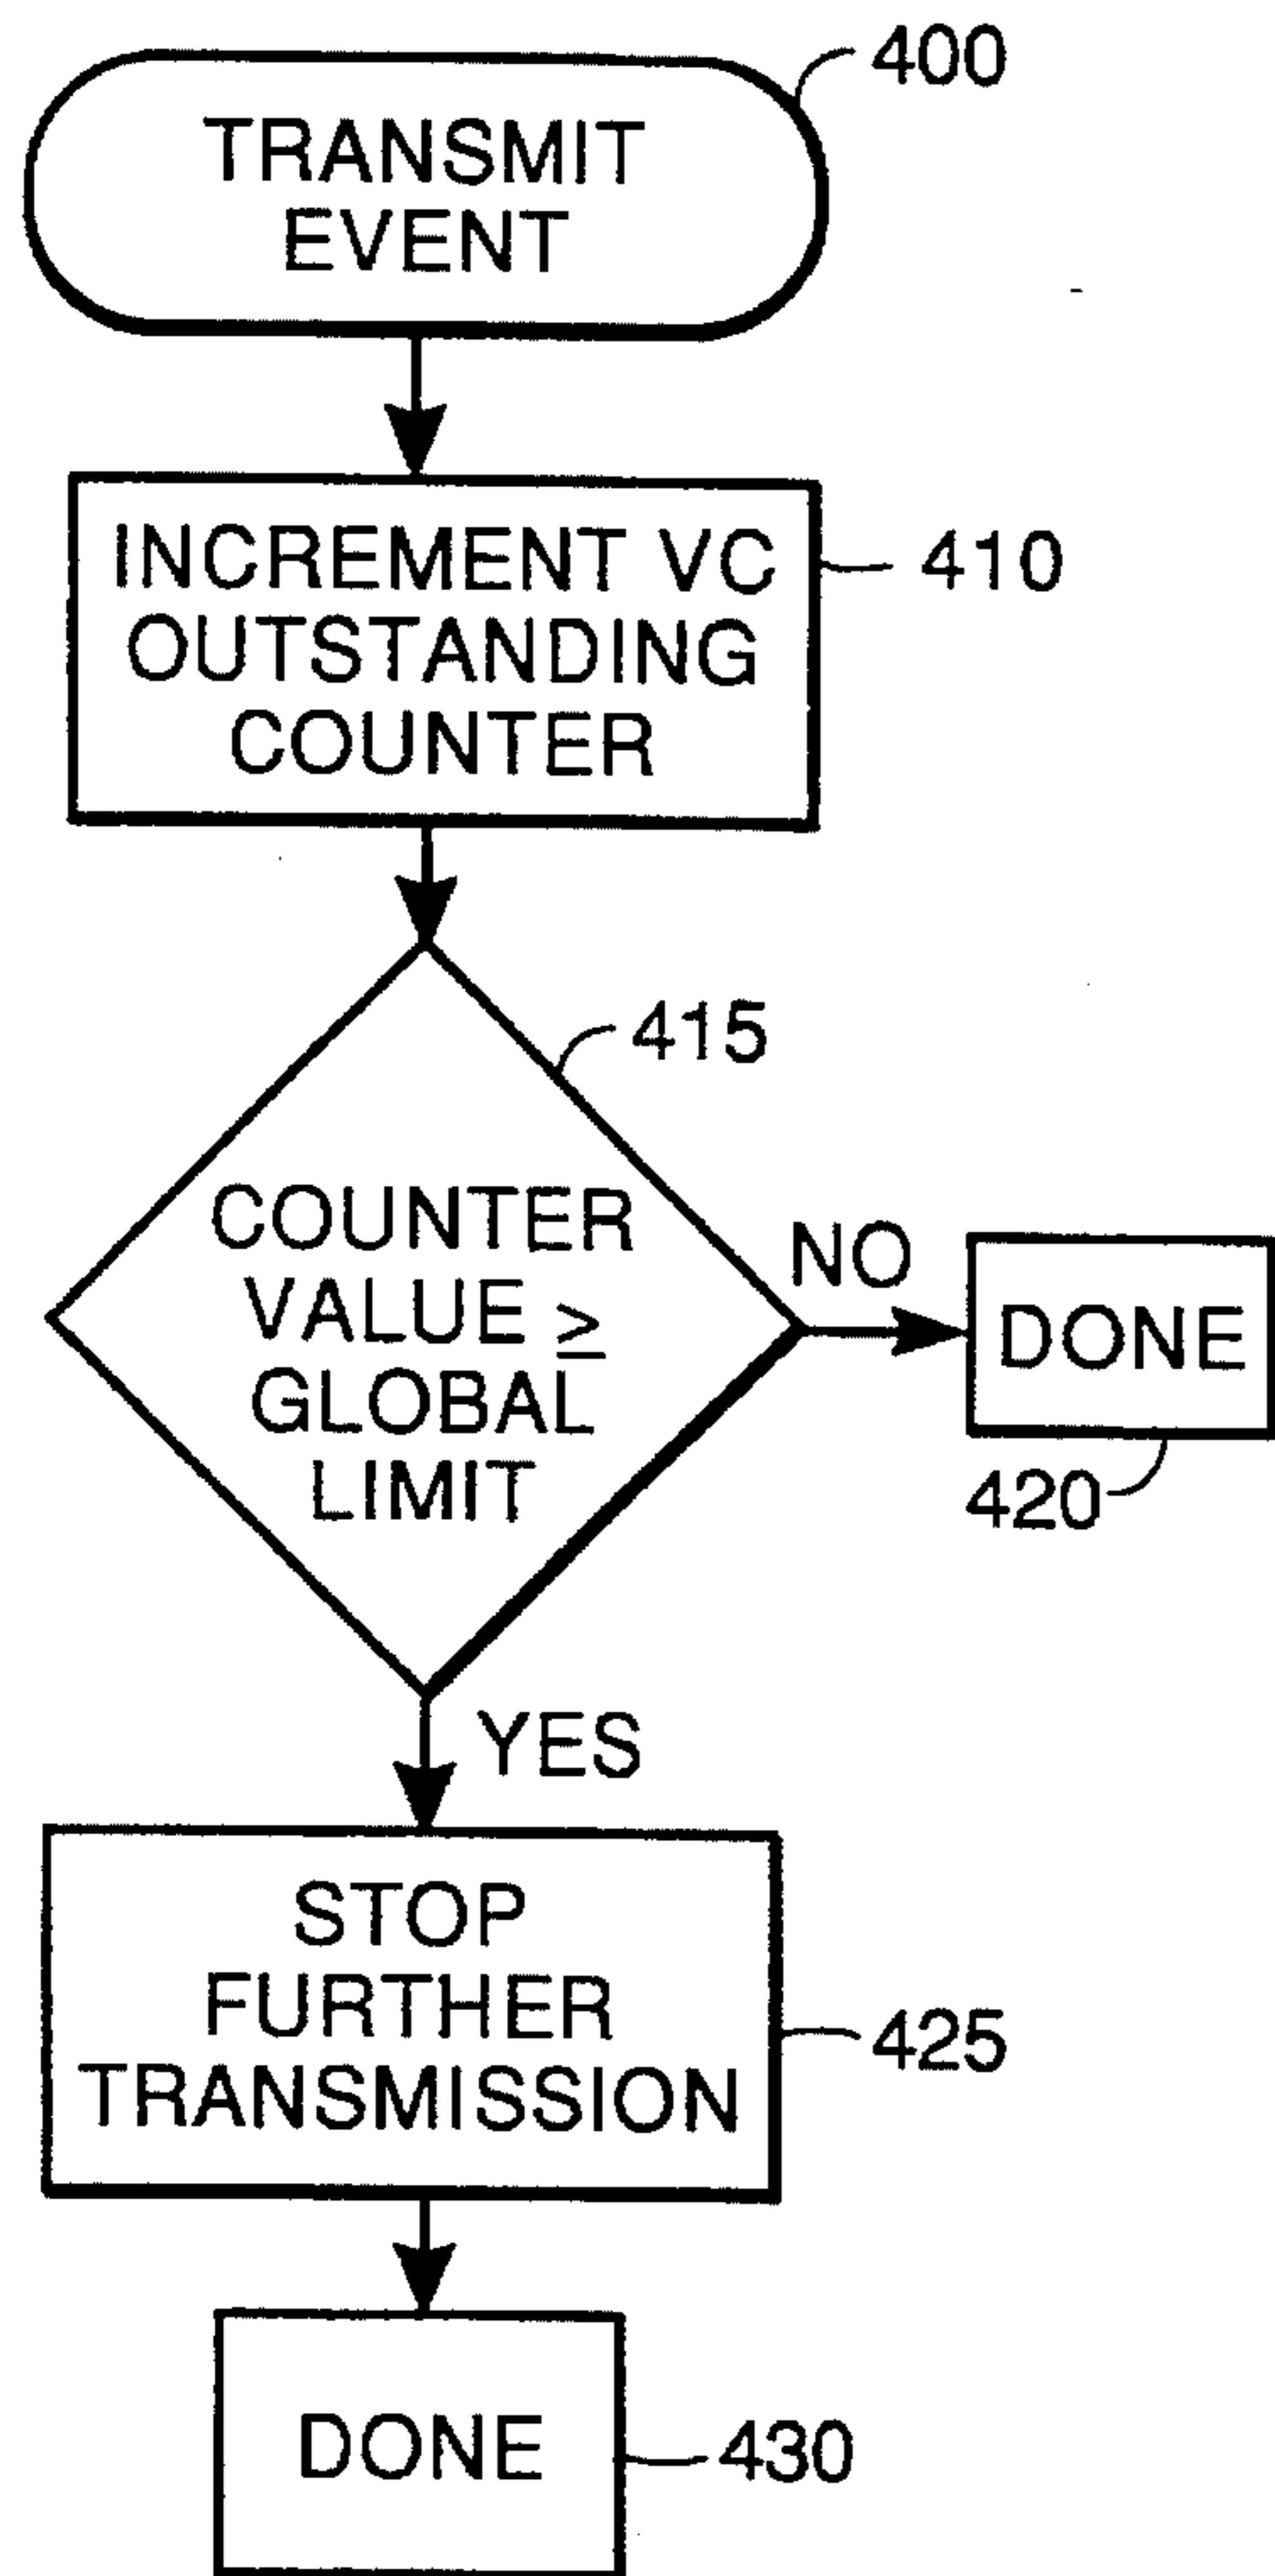 400
TRANSMIT
EVENT
INCREMENT VC
OUTSTANDING
COUNTER
410
415
COUNTER
VALUE ≥
GLOBAL
LIMIT
NO
DONE
420
YES
STOP
FURTHER
TRANSMISSION
425
DONE
430